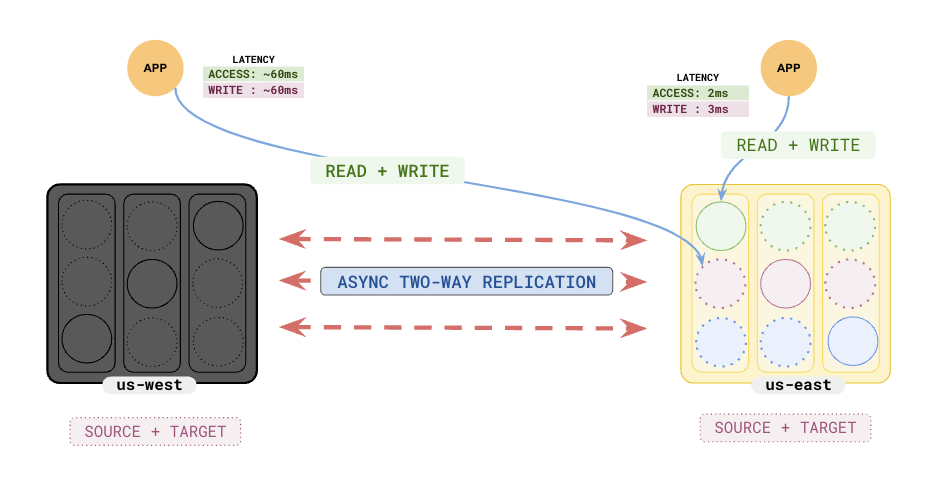 APP
LATENCY
ACCESS: ~60ms
WRITE : ~60ms
APP
LATENCY
ACCESS: 2ms
WRITE : 3ms
READ + WRITE
READ + WRITE
ASYNC TWO-WAY REPLICATION
us-west
us-east
SOURCE + TARGET
SOURCE + TARGET